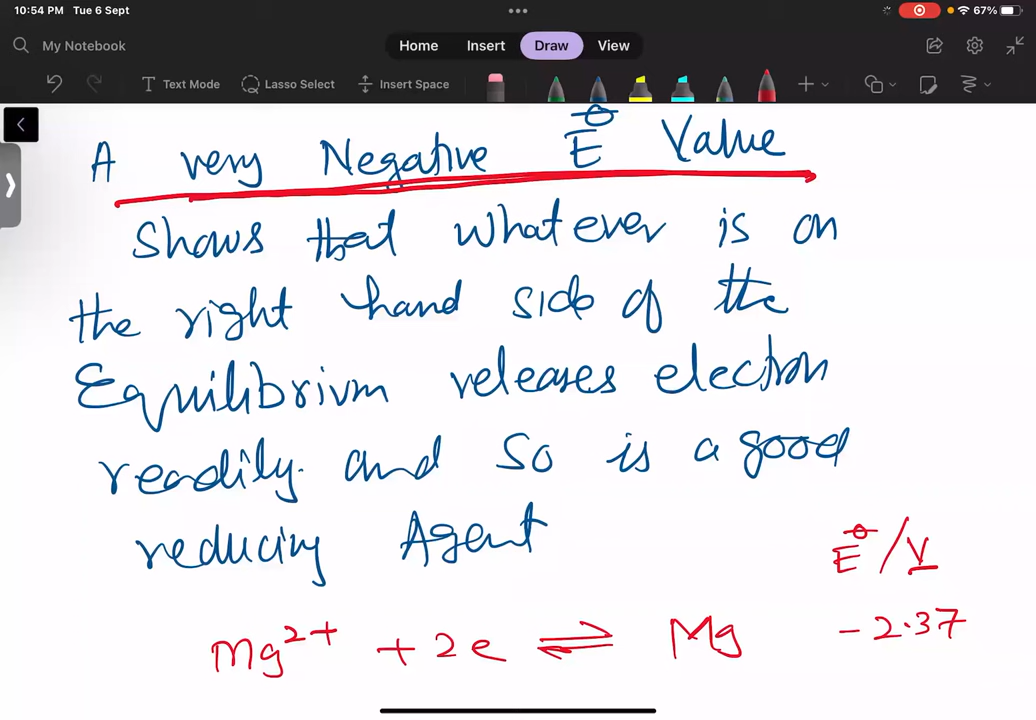 10:54 PM Tue 6 Sept
67%
My Notebook
Home Insert Draw View
Text Mode Lasso Select Insert Space
A very Negative E⊖ Value
Shows that whatever is on
the right hand side of the
Equilibrium releases electron
readily. and so is a good
reducing Agent
E⊖/V
Mg²⁺ + 2e ⇌ Mg -2.37